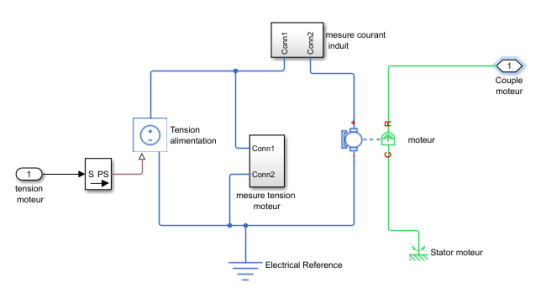 mesure courant
induit
Conn1
Conn2
1
Couple
moteur
Tension
alimentation
+
R
moteur
C
-
Conn1
Conn2
mesure tension
moteur
1
tension
moteur
S PS
Stator moteur
Electrical Reference